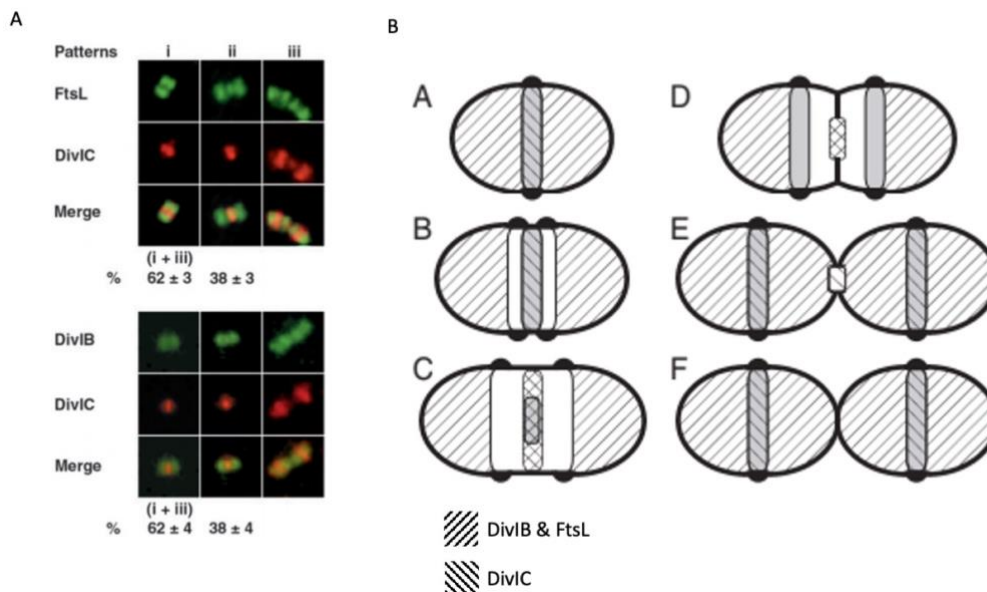 A
Patterns i ii iii
FtsL
DivIC
Merge
(i + iii)
% 62 ± 3 38 ± 3
DivIB
DivIC
Merge
(i + iii)
% 62 ± 4 38 ± 4
B
A
D
B
E
C
F
DivIB & FtsL
DivIC